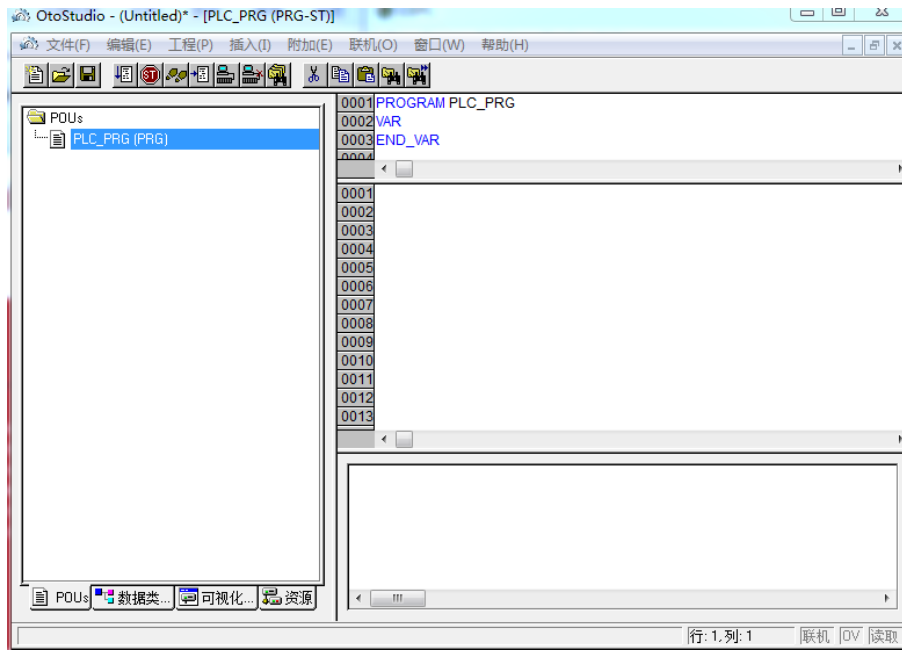 OtoStudio - (Untitled)* - [PLC_PRG (PRG-ST)]
文件(F) 编辑(E) 工程(P) 插入(I) 附加(E) 联机(O) 窗口(W) 帮助(H)
POUs
PLC_PRG (PRG)
0001 PROGRAM PLC_PRG
0002 VAR
0003 END_VAR
0004
0001
0002
0003
0004
0005
0006
0007
0008
0009
0010
0011
0012
0013
POUs 数据类... 可视化... 资源
行: 1, 列: 1 联机 OV 读取